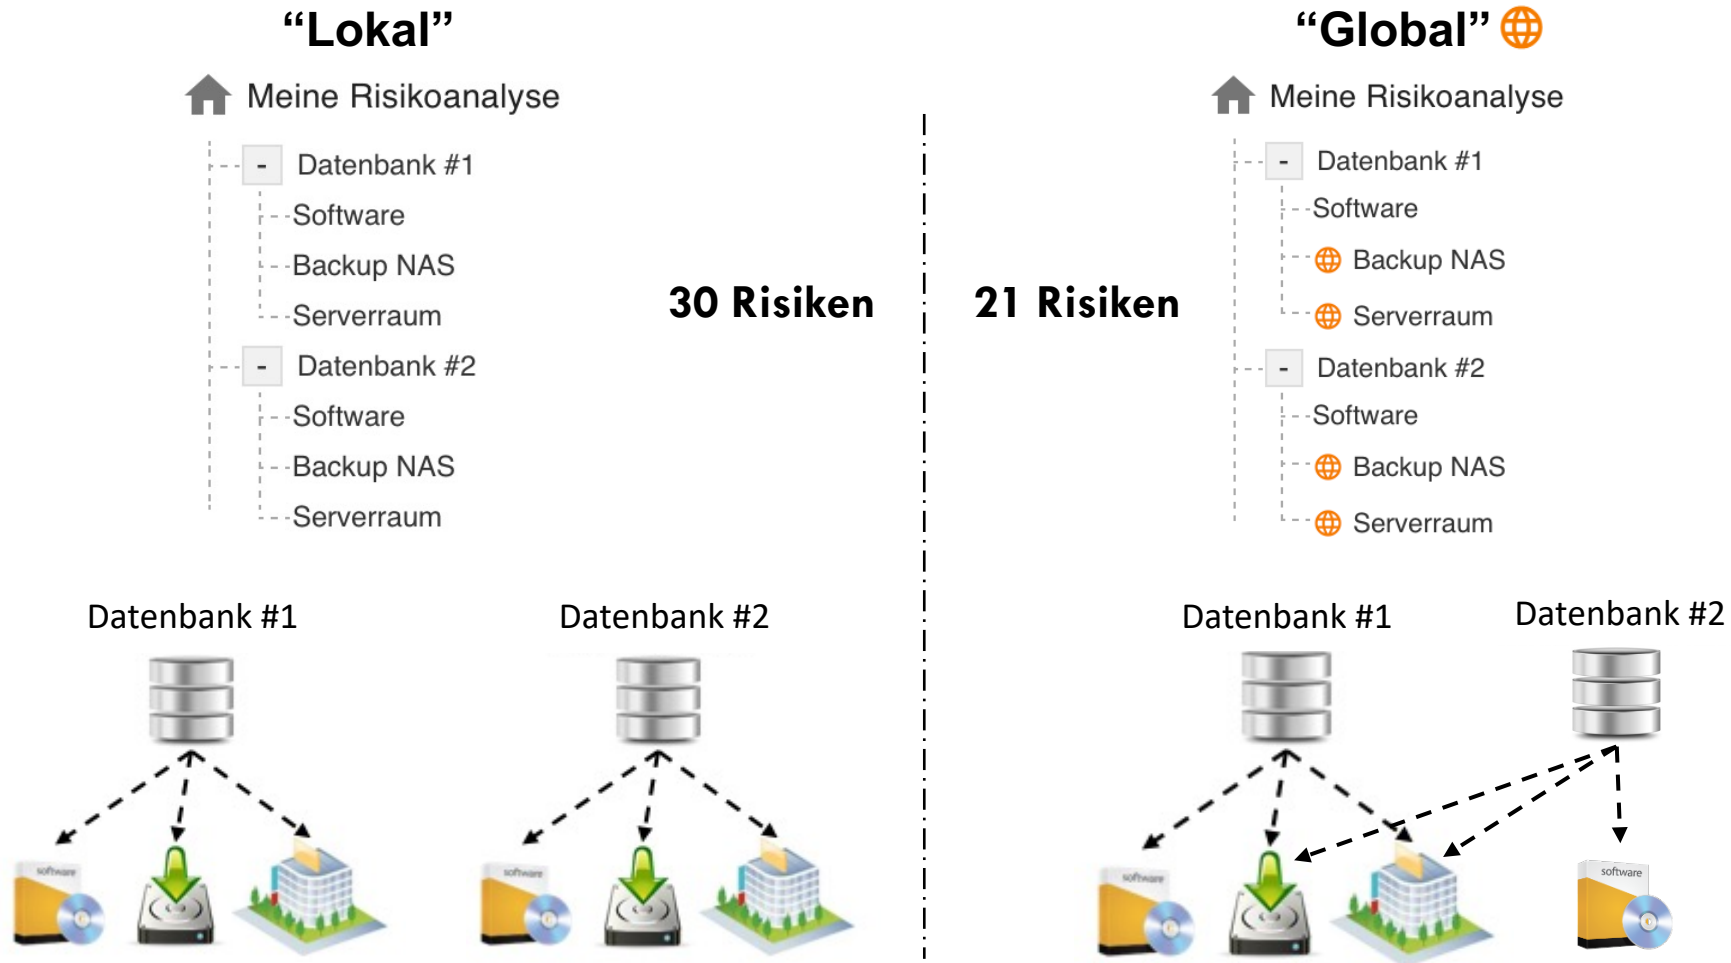 “Lokal”
Meine Risikoanalyse
- Datenbank #1
Software
Backup NAS
Serverraum
- Datenbank #2
Software
Backup NAS
Serverraum
30 Risiken
Datenbank #1
Datenbank #2
software
software
“Global”
Meine Risikoanalyse
- Datenbank #1
Software
Backup NAS
Serverraum
- Datenbank #2
Software
Backup NAS
Serverraum
21 Risiken
Datenbank #1
Datenbank #2
software
software